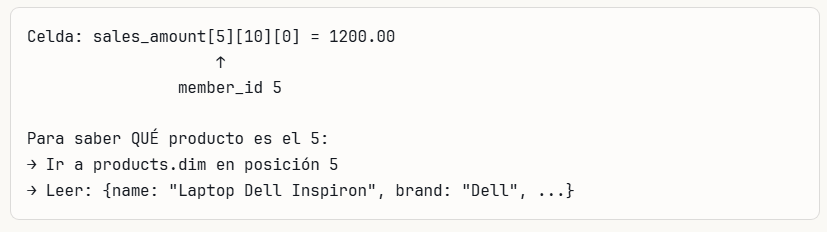 Celda: sales_amount[5][10][0] = 1200.00
↑
member_id 5
Para saber QUÉ producto es el 5:
→ Ir a products.dim en posición 5
→ Leer: {name: "Laptop Dell Inspiron", brand: "Dell", ...}